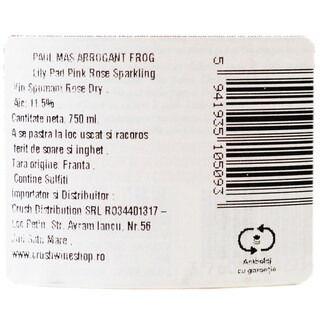 PAUL MAS ARROGANT FROG
Lily Pad Pink Rose Sparkling
Vin Spumant Rose Dry .
Alc: 11.5%
Cantitate neta: 750 ml.
A se pastra la loc uscat si racoros
ferit de soare si inghet .
Tara origine: Franta .
Contine Sulfiti
Importator si Distribuitor :
Crush Distribution SRL RO34401317 –
Loc Petin, Str. Avram Iancu, Nr.56
Jud Satu Mare ,
www.crushwineshop.ro
5 941935 105093
Ambalaj
cu garanție